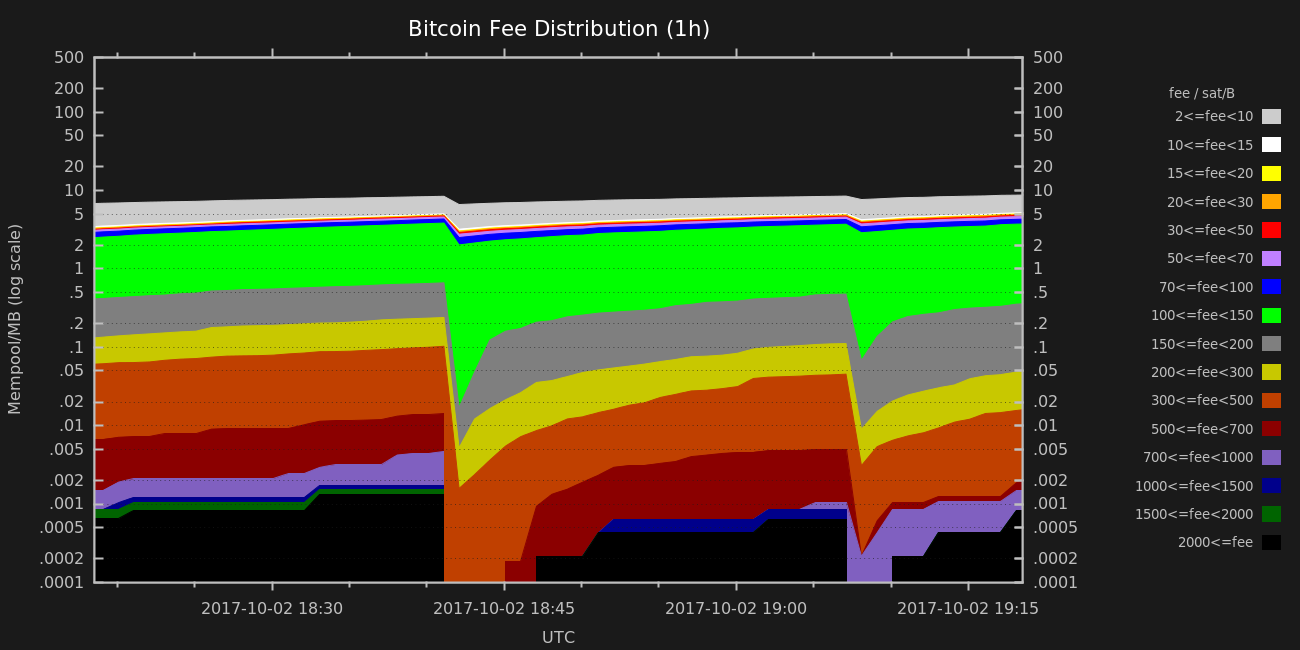 Bitcoin Fee Distribution (1h)
500
200
100
50
20
10
5
2
1
.5
.2
.1
.05
.02
.01
.005
.002
.001
.0005
.0002
.0001
Mempool/MB (log scale)
500
200
100
50
20
10
5
2
1
.5
.2
.1
.05
.02
.01
.005
.002
.001
.0005
.0002
.0001
2017-10-02 18:30
2017-10-02 18:45
2017-10-02 19:00
2017-10-02 19:15
UTC
fee / sat/B
2<=fee<10
10<=fee<15
15<=fee<20
20<=fee<30
30<=fee<50
50<=fee<70
70<=fee<100
100<=fee<150
150<=fee<200
200<=fee<300
300<=fee<500
500<=fee<700
700<=fee<1000
1000<=fee<1500
1500<=fee<2000
2000<=fee